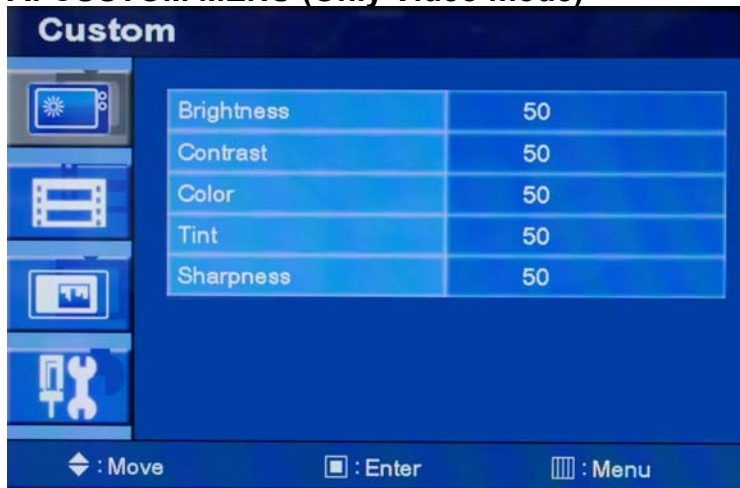 Custom
Brightness 50
Contrast 50
Color 50
Tint 50
Sharpness 50
: Move : Enter : Menu